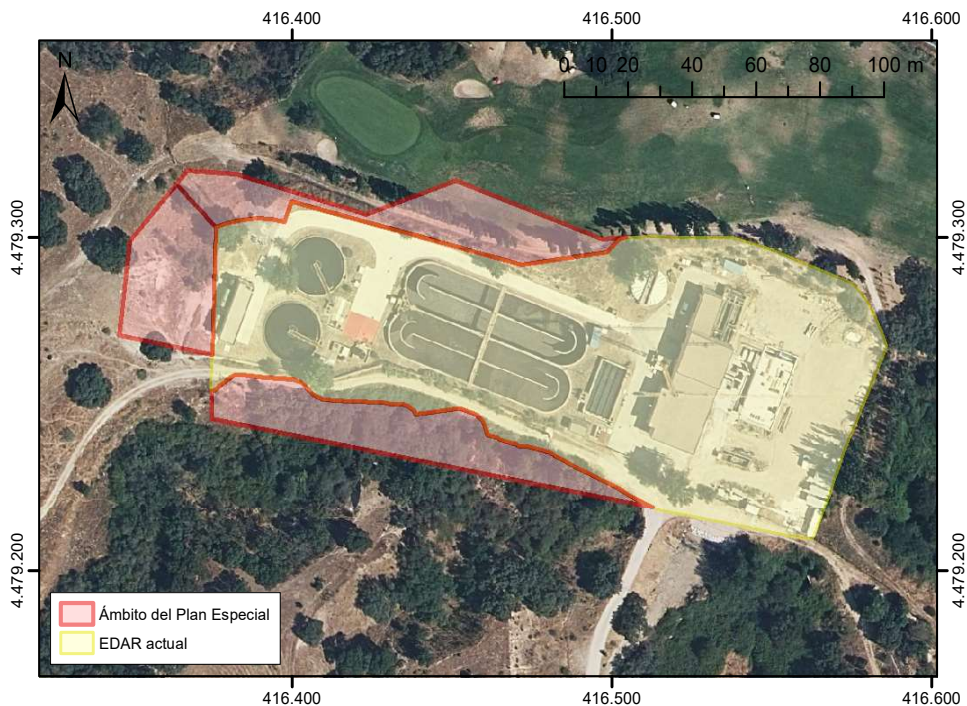 416.400 416.500 416.600
N
0 10 20 40 60 80 100 m
4.479.300 4.479.300
4.479.200 4.479.200
Ámbito del Plan Especial
EDAR actual
416.400 416.500 416.600